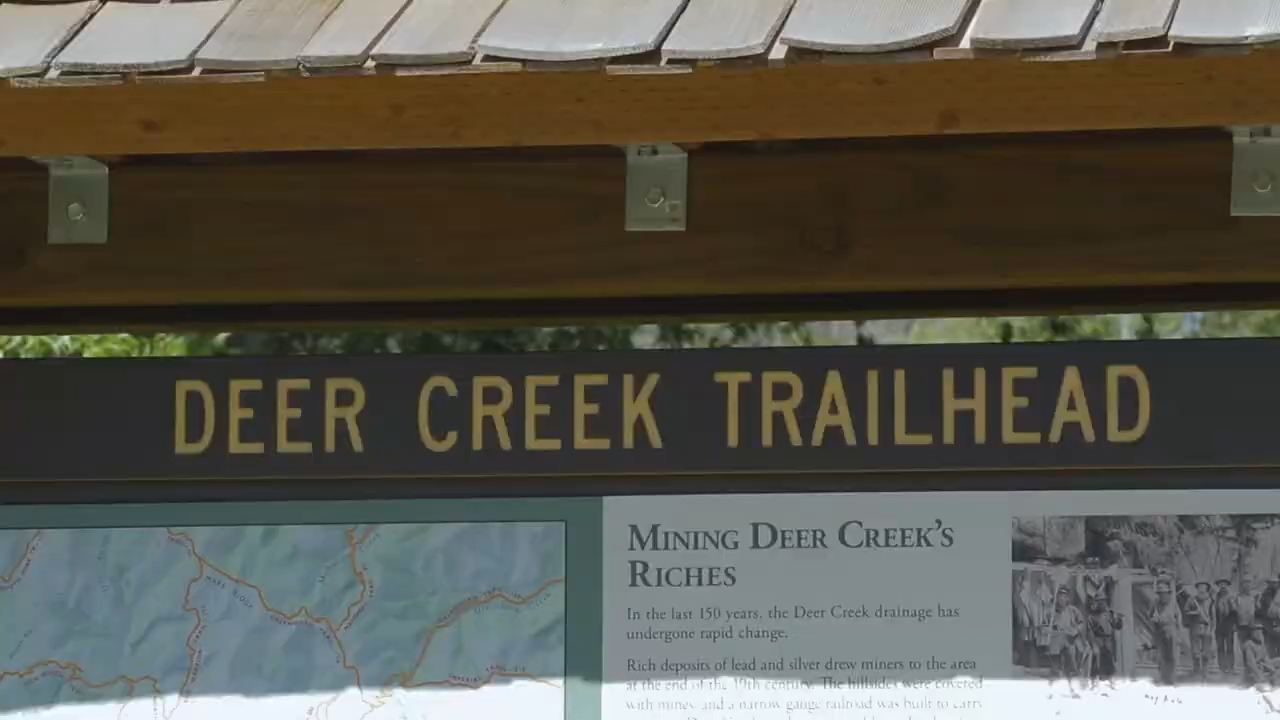 DEER CREEK TRAILHEAD
MINING DEER CREEK'S
RICHES
In the last 150 years, the Deer Creek drainage has
undergone rapid change.
Rich deposits of lead and silver drew miners to the area
at the end of the 19th century. The hillsides were covered
with mines, and a narrow gauge railroad was built to carry